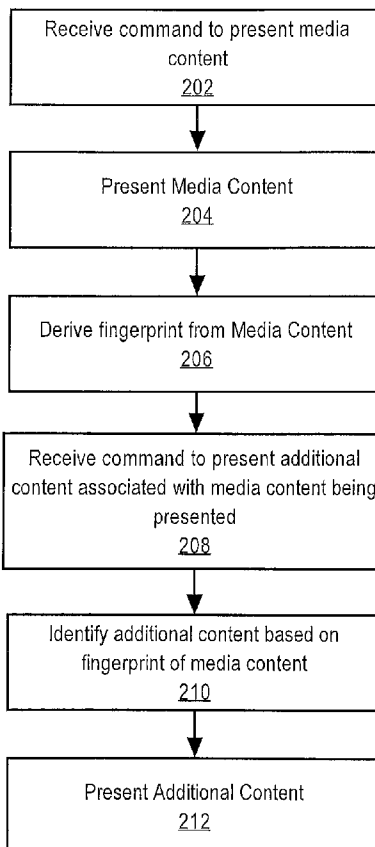 Receive command to present media
content
202
Present Media Content
204
Derive fingerprint from Media Content
206
Receive command to present additional
content associated with media content being
presented
208
Identify additional content based on
fingerprint of media content
210
Present Additional Content
212